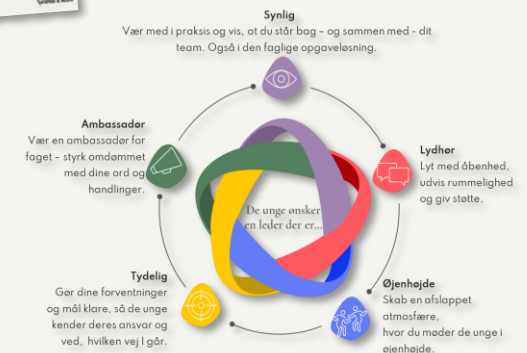 Synlig
Vær med i praksis og vis, at du står bag – og sammen med - dit
team. Også i den faglige opgaveløsning.
Ambassadør
Vær en ambassadør for
faget – styrk omdømmet
med dine ord og
handlinger.
Lydhør
Lyt med åbenhed,
udvis rummelighed
og giv støtte.
De unge ønsker
en leder der er...
Tydelig
Gør dine forventninger
og mål klare, så de unge
kender deres ansvar og
ved, hvilken vej I går.
Øjenhøjde
Skab en afslappet
atmosfære,
hvor du møder de unge i
øjenhøjde.